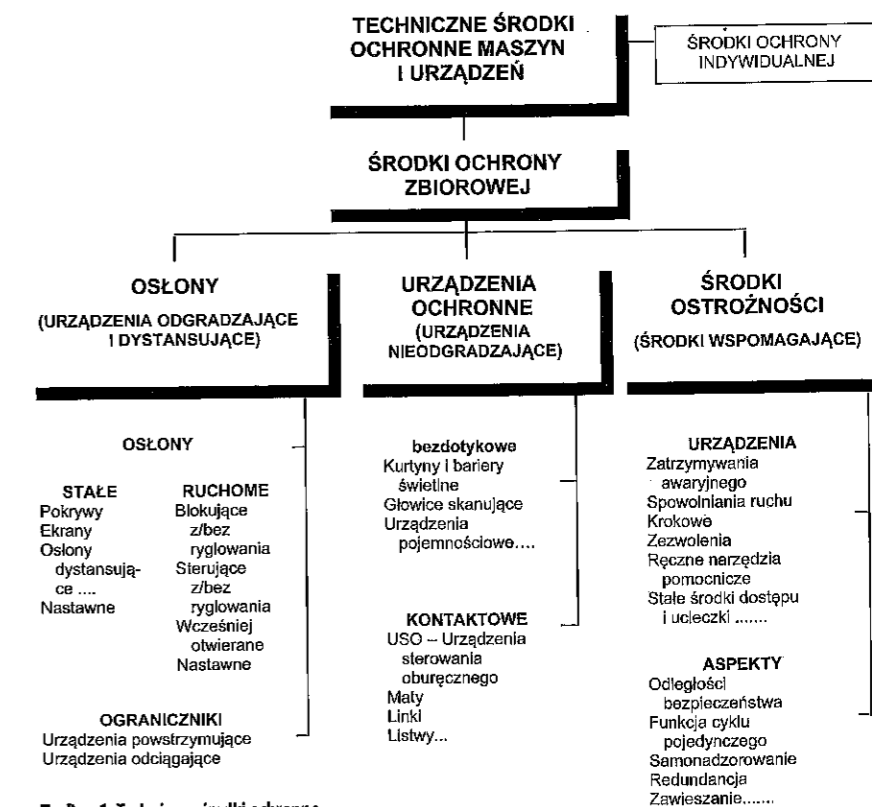 TECHNICZNE ŚRODKI
OCHRONNE MASZYN
I URZĄDZEŃ
ŚRODKI OCHRONY
INDYWIDUALNEJ
ŚRODKI OCHRONY
ZBIOROWEJ
OSŁONY
(URZĄDZENIA ODGRADZAJĄCE
I DYSTANSUJĄCE)
URZĄDZENIA
OCHRONNE
(URZĄDZENIA
NIEODGRADZAJĄCE)
ŚRODKI
OSTROŻNOŚCI
(ŚRODKI WSPOMAGAJĄCE)
OSŁONY
STAŁE
Pokrywy
Ekrany
Osłony
dystansują-
ce ....
Nastawne
RUCHOME
Blokujące
z/bez
ryglowania
Sterujące
z/bez
ryglowania
Wcześniej
otwierane
Nastawne
OGRANICZNIKI
Urządzenia powstrzymujące
Urządzenia odciągające
bezdotykowe
Kurtyny i bariery
świetlne
Głowice skanujące
Urządzenia
pojemnościowe....
KONTAKTOWE
USO – Urządzenia
sterowania
oburęcznego
Maty
Linki
Listwy...
URZĄDZENIA
Zatrzymywania
awaryjnego
Spowolniania ruchu
Krokowe
Zezwolenia
Ręczne narzędzia
pomocnicze
Stałe środki dostępu
i ucieczki .......
ASPEKTY
Odległości
bezpieczeństwa
Funkcja cyklu
pojedynczego
Samonadzorowanie
Redundancja
Zawieszanie.......